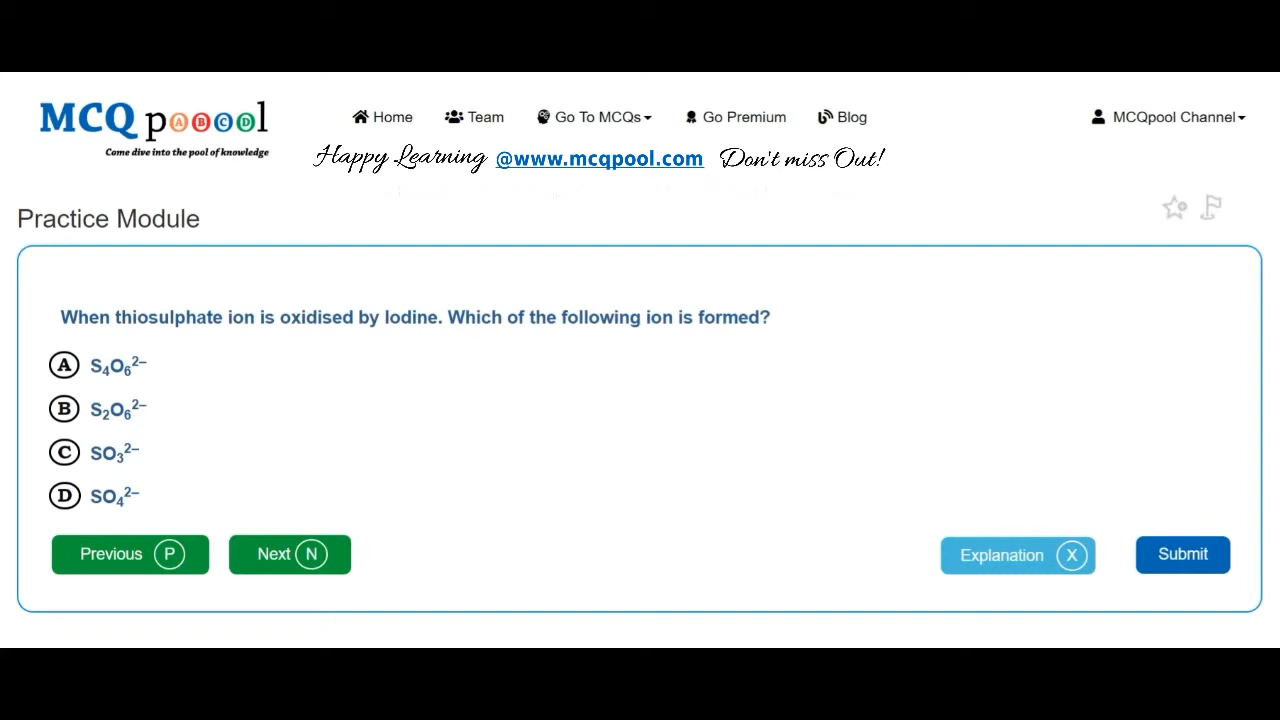 MCQ pABCDl
Come dive into the pool of knowledge
Home Team Go To MCQs Go Premium Blog MCQpool Channel
Happy Learning @www.mcqpool.com Don't miss Out!
Practice Module
When thiosulphate ion is oxidised by Iodine. Which of the following ion is formed?
A S₄O₆²⁻
B S₂O₆²⁻
C SO₃²⁻
D SO₄²⁻
Previous P Next N Explanation X Submit